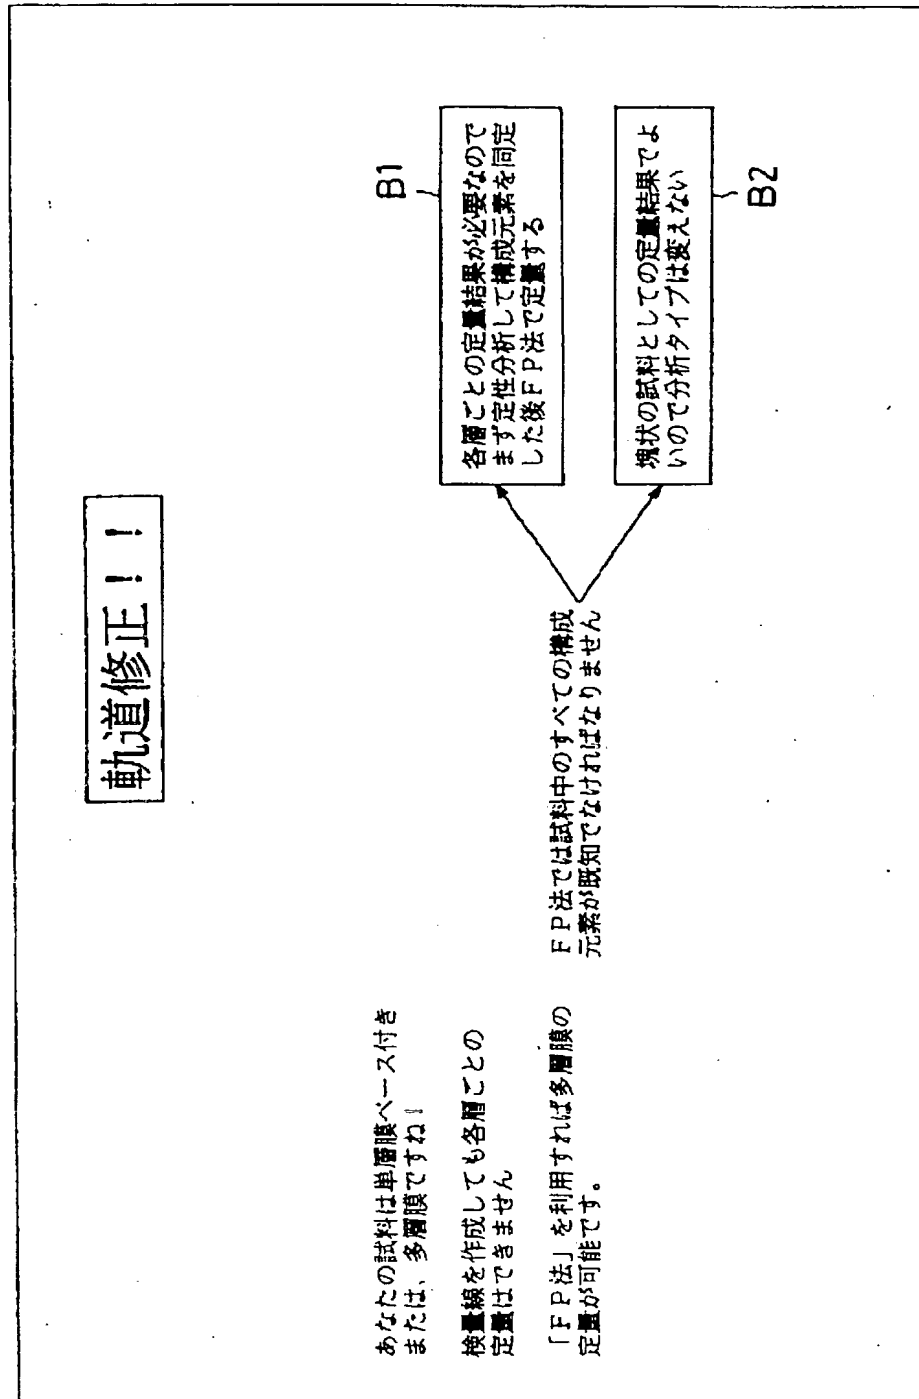 軌道修正!!
あなたの試料は単層膜ベース付き
または、多層膜ですね!
検量線を作成しても各層ごとの
定量はできません
「FP法」を利用すれば多層膜の
定量が可能です。
FP法では試料中のすべての構成
元素が既知でなければなりません
B1
各層ごとの定量結果が必要なので
まず定性分析して構成元素を同定
した後FP法で定量する
塊状の試料としての定量結果でよ
いので分析タイプは変えない
B2